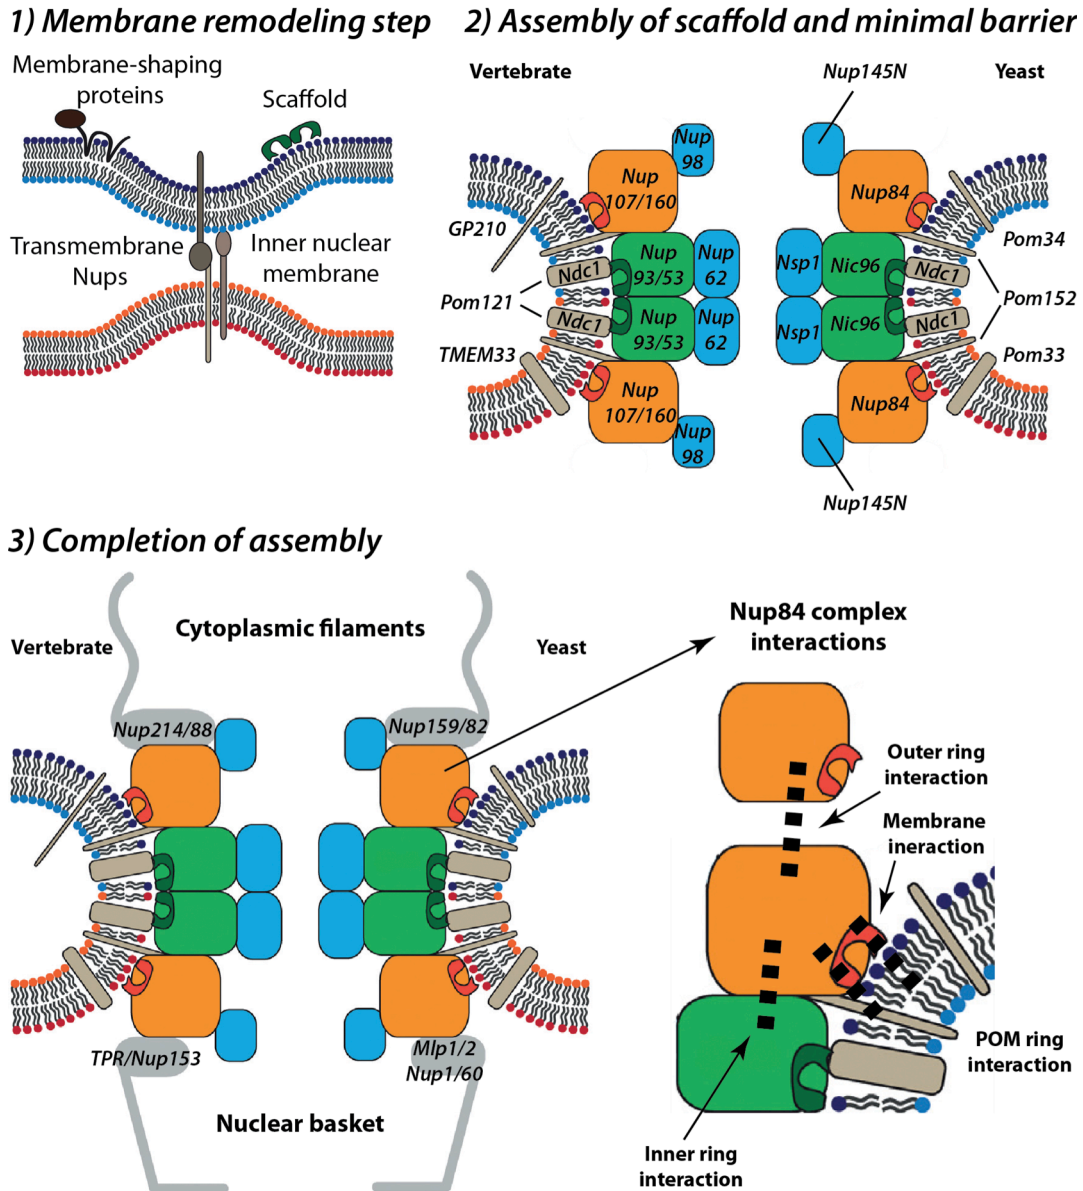 1) Membrane remodeling step
Membrane-shaping
proteins
Scaffold
Transmembrane
Nups
Inner nuclear
membrane
2) Assembly of scaffold and minimal barrier
Vertebrate
Nup145N
Yeast
Nup
98
Nup
107/160
Nup84
GP210
Pom34
Ndc1
Nup
93/53
Nup
62
Nsp1
Nic96
Ndc1
Pom121
Pom152
Ndc1
Nup
93/53
Nup
62
Nsp1
Nic96
Ndc1
TMEM33
Pom33
Nup
107/160
Nup84
Nup
98
Nup145N
3) Completion of assembly
Vertebrate
Cytoplasmic filaments
Yeast
Nup214/88
Nup159/82
TPR/Nup153
Mlp1/2
Nup1/60
Nuclear basket
Nup84 complex
interactions
Outer ring
interaction
Membrane
ineraction
POM ring
interaction
Inner ring
interaction